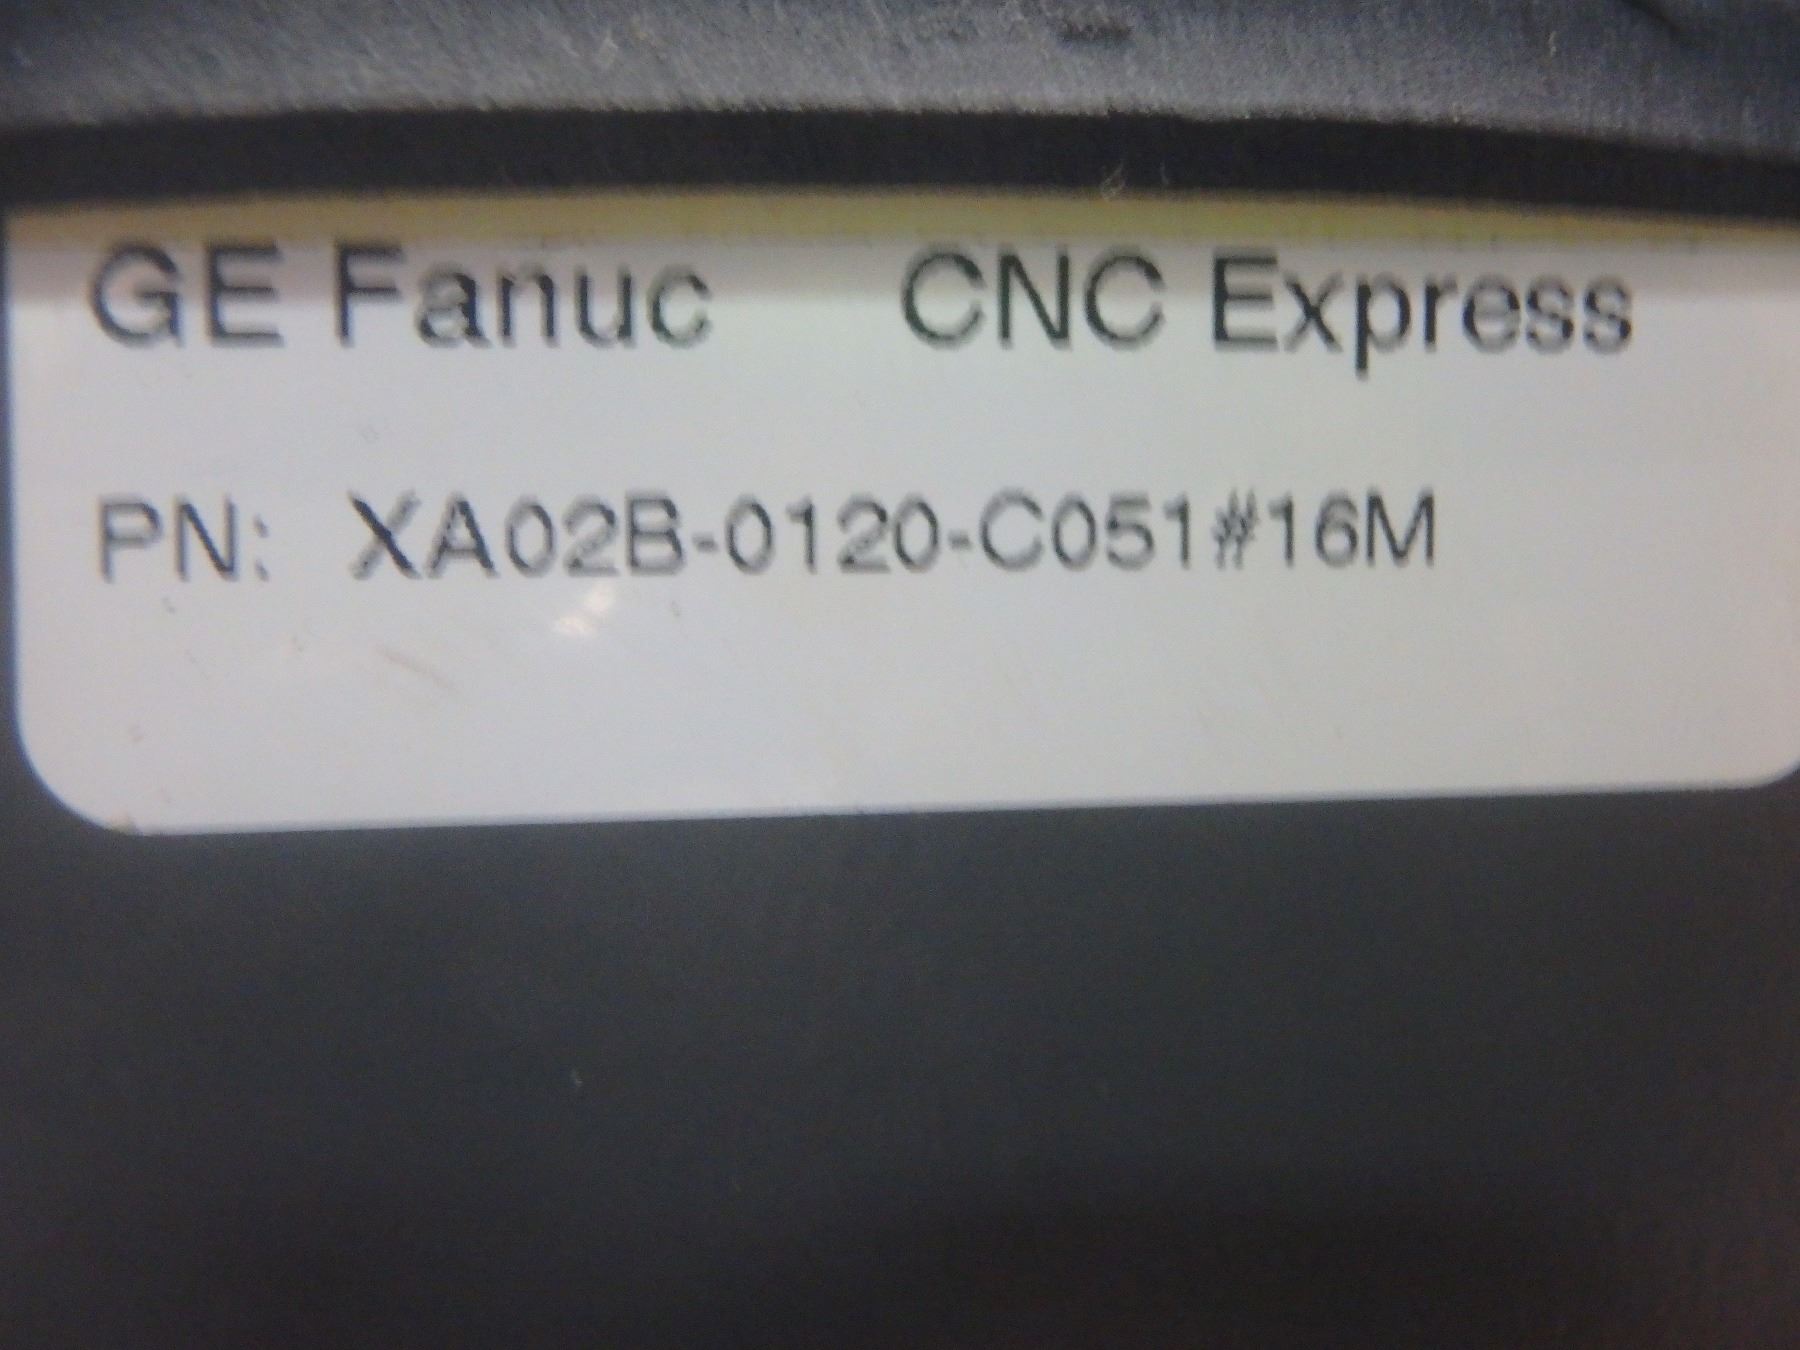 GE Fanuc CNC Express
PN: XA02B-0120-C051#16M